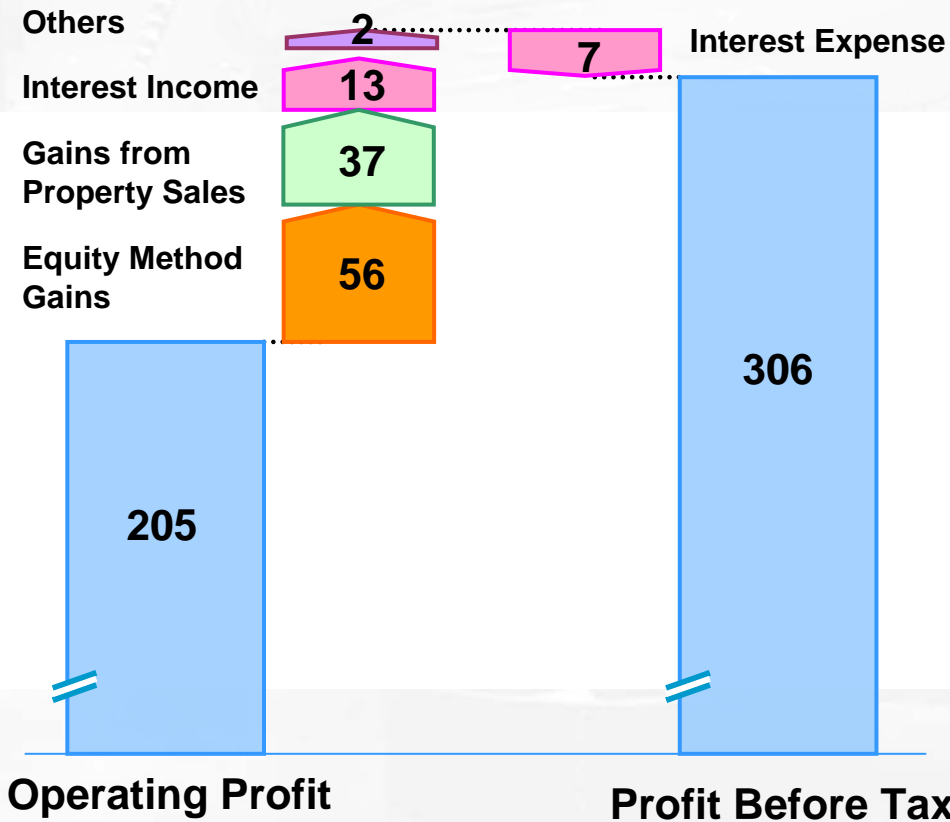 Others
2
7
Interest Expense
Interest Income
13
Gains from
Property Sales
37
Equity Method
Gains
56
306
205
Operating Profit
Profit Before Tax